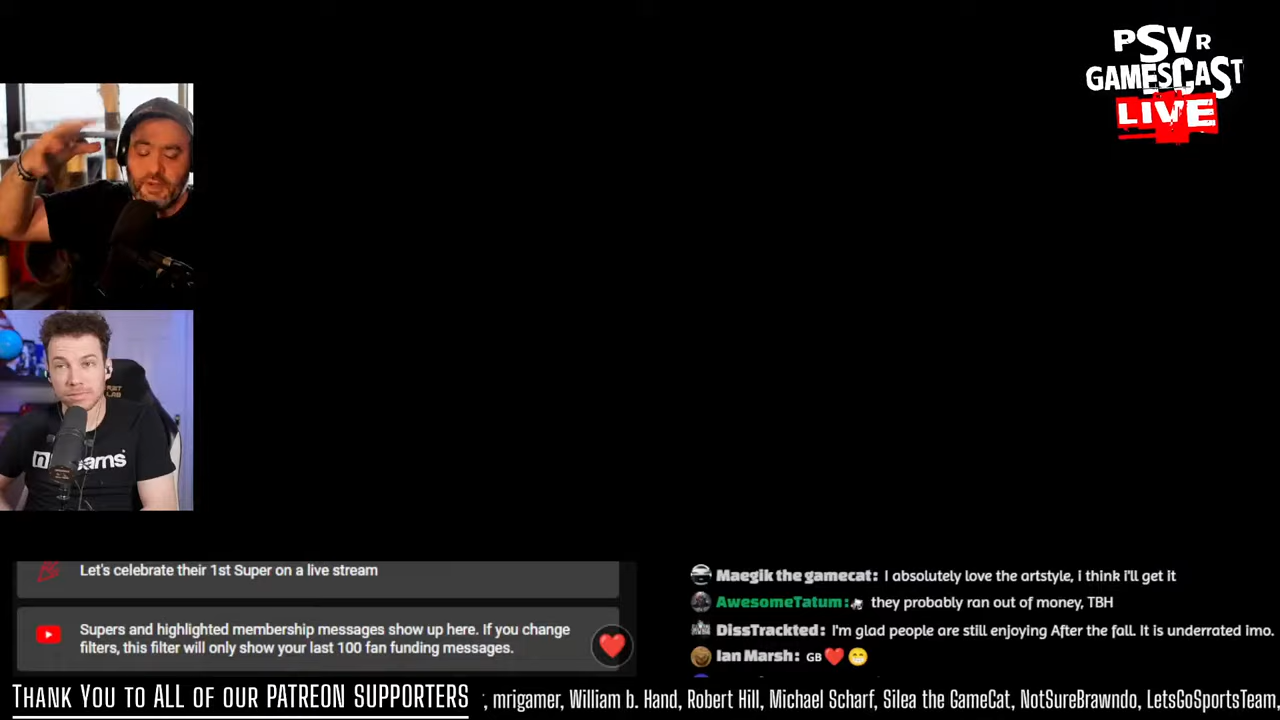 PSVR
GAMESCAST
LIVE
Let's celebrate their 1st Super on a live stream
Supers and highlighted membership messages show up here. If you change
filters, this filter will only show your last 100 fan funding messages.
Maegik the gamecat: I absolutely love the artstyle, i think i'll get it
AwesomeTatum: they probably ran out of money, TBH
DissTrackted: I'm glad people are still enjoying After the fall. It is underrated imo.
Ian Marsh: GB❤️😁
THANK YOU TO ALL OF OUR PATREON SUPPORTERS
; mrigamer, William b. Hand, Robert Hill, Michael Scharf, Silea the GameCat, NotSureBrawndo, LetsGoSportsTeam,